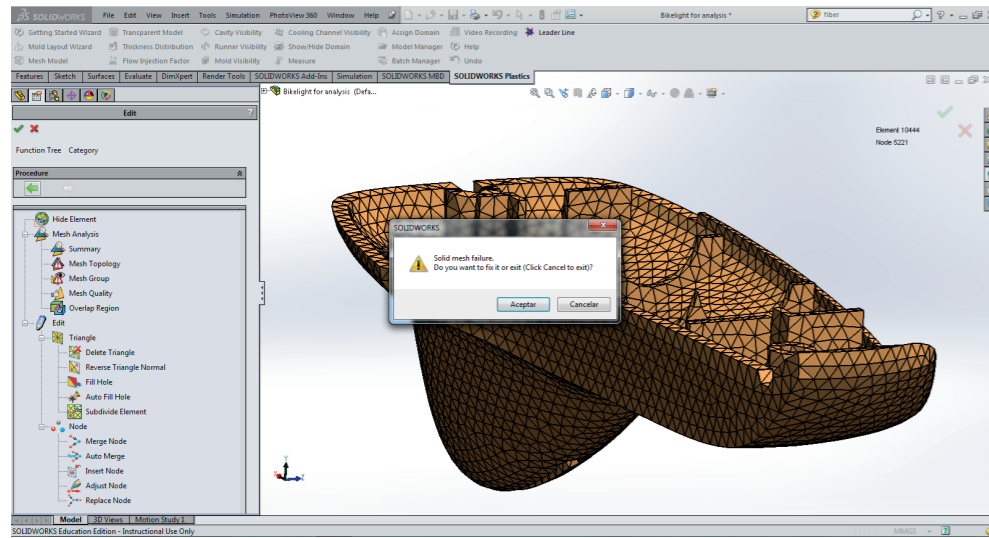 SOLIDWORKS File Edit View Insert Tools Simulation PhotoView 360 Window Help Bikelight for analysis * fiber
Getting Started Wizard Transparent Model Cavity Visibility Cooling Channel Visibility Assign Domain Video Recording Leader Line
Mold Layout Wizard Thickness Distribution Runner Visibility Show/Hide Domain Model Manager Help
Mesh Model Flow Injection Factor Mold Visibility Measure Batch Manager Undo
Features Sketch Surfaces Evaluate DimXpert Render Tools SOLIDWORKS Add-Ins Simulation SOLIDWORKS MBD SOLIDWORKS Plastics
Bikelight for analysis (Defa...
Edit ?
Function Tree Category
Procedure
Hide Element
Mesh Analysis
Summary
Mesh Topology
Mesh Group
Mesh Quality
Overlap Region
Edit
Triangle
Delete Triangle
Reverse Triangle Normal
Fill Hole
Auto Fill Hole
Subdivide Element
Node
Merge Node
Auto Merge
Insert Node
Adjust Node
Replace Node
Element 10444
Node 5221
SOLIDWORKS
Solid mesh failure.
Do you want to fix it or exit (Click Cancel to exit)?
Aceptar Cancelar
Y
Z
Model 3D Views Motion Study 1
SOLIDWORKS Education Edition - Instructional Use Only MMGS